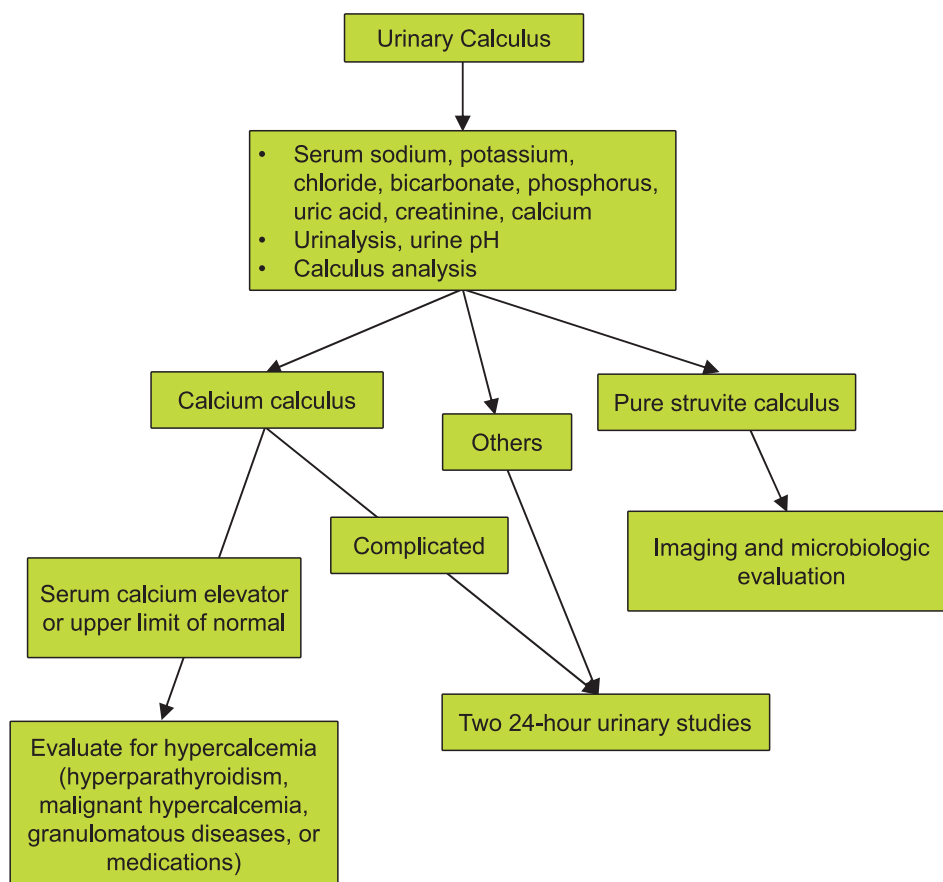 Urinary Calculus
• Serum sodium, potassium,
chloride, bicarbonate, phosphorus,
uric acid, creatinine, calcium
• Urinalysis, urine pH
• Calculus analysis
Calcium calculus
Others
Pure struvite calculus
Complicated
Imaging and microbiologic
evaluation
Serum calcium elevator
or upper limit of normal
Two 24-hour urinary studies
Evaluate for hypercalcemia
(hyperparathyroidism,
malignant hypercalcemia,
granulomatous diseases, or
medications)